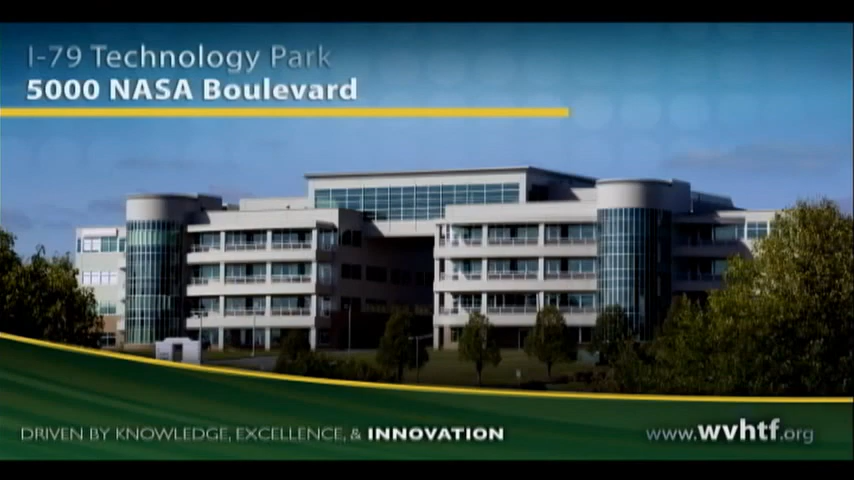 I-79 Technology Park
5000 NASA Boulevard
DRIVEN BY KNOWLEDGE, EXCELLENCE, & INNOVATION
www.wvhtf.org